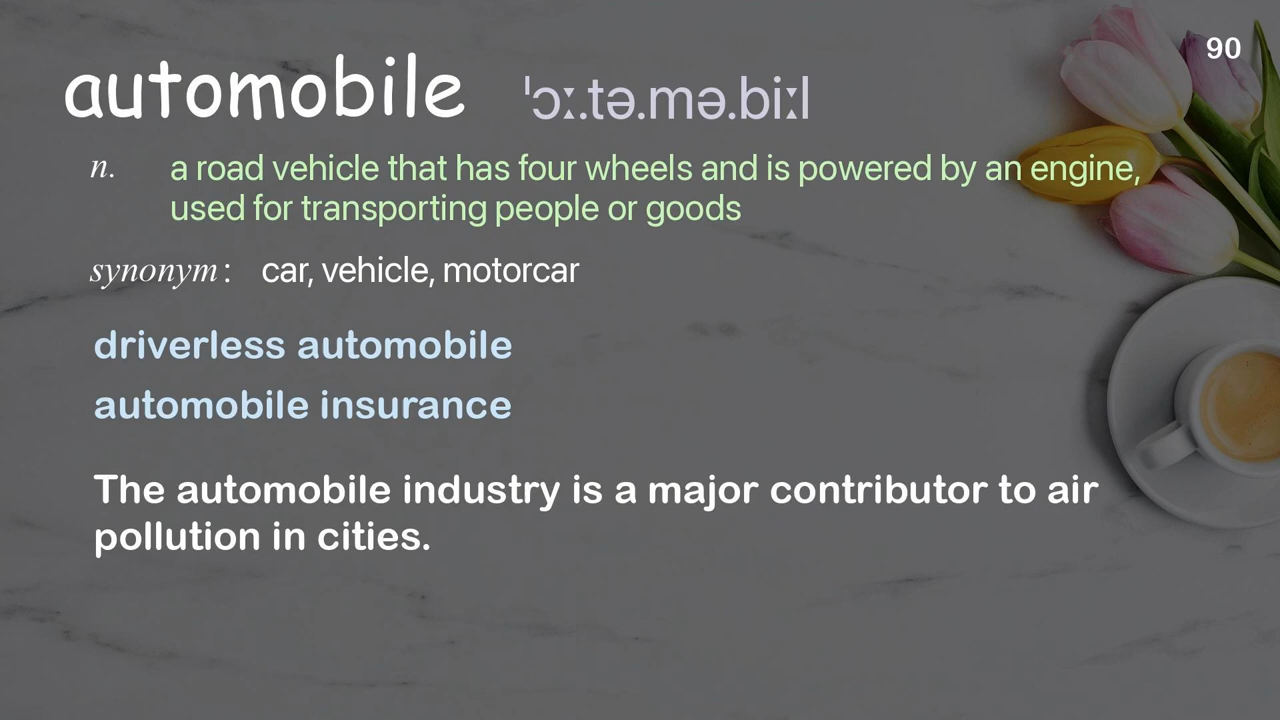 90
automobile ˈɔː.tə.mə.biːl
n. a road vehicle that has four wheels and is powered by an engine,
used for transporting people or goods
synonym: car, vehicle, motorcar
driverless automobile
automobile insurance
The automobile industry is a major contributor to air
pollution in cities.